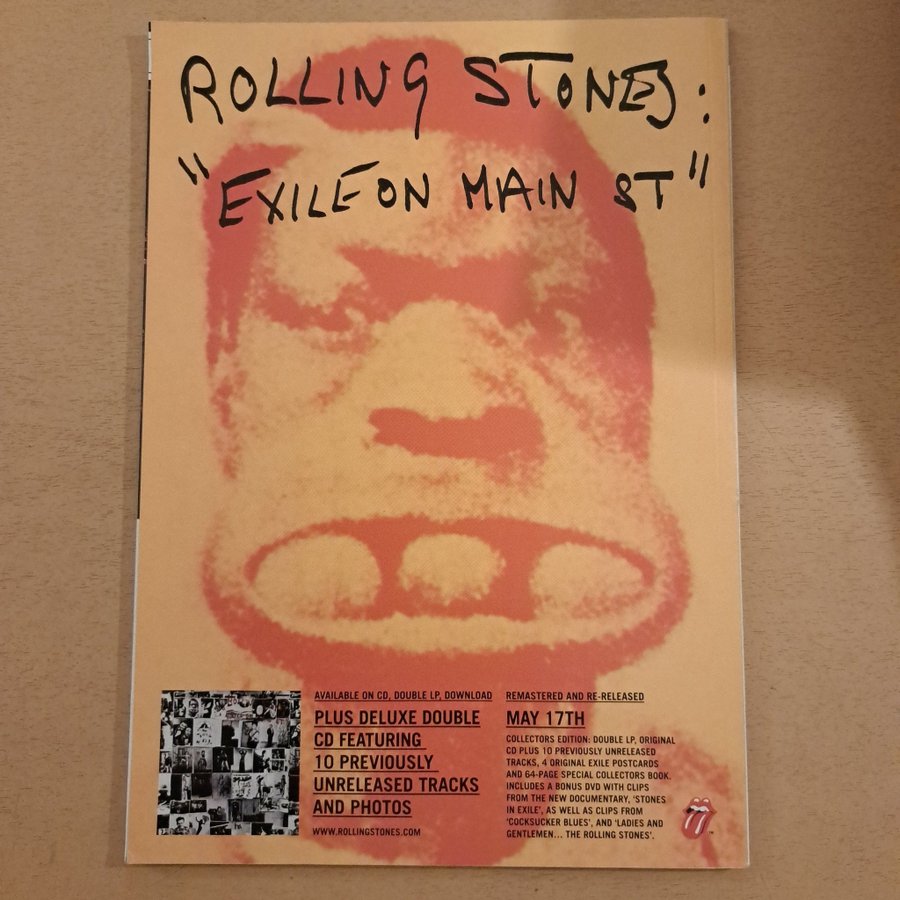 ROLLING STONES:
"EXILE ON MAIN ST"
AVAILABLE ON CD, DOUBLE LP, DOWNLOAD
PLUS DELUXE DOUBLE
CD FEATURING
10 PREVIOUSLY
UNRELEASED TRACKS
AND PHOTOS
WWW.ROLLINGSTONES.COM
REMASTERED AND RE-RELEASED
MAY 17TH
COLLECTORS EDITION: DOUBLE LP, ORIGINAL
CD PLUS 10 PREVIOUSLY UNRELEASED
TRACKS, 4 ORIGINAL EXILE POSTCARDS
AND 64-PAGE SPECIAL COLLECTORS BOOK.
INCLUDES A BONUS DVD WITH CLIPS
FROM THE NEW DOCUMENTARY, 'STONES
IN EXILE', AS WELL AS CLIPS FROM
'COCKSUCKER BLUES', AND 'LADIES AND
GENTLEMEN... THE ROLLING STONES'.
TM